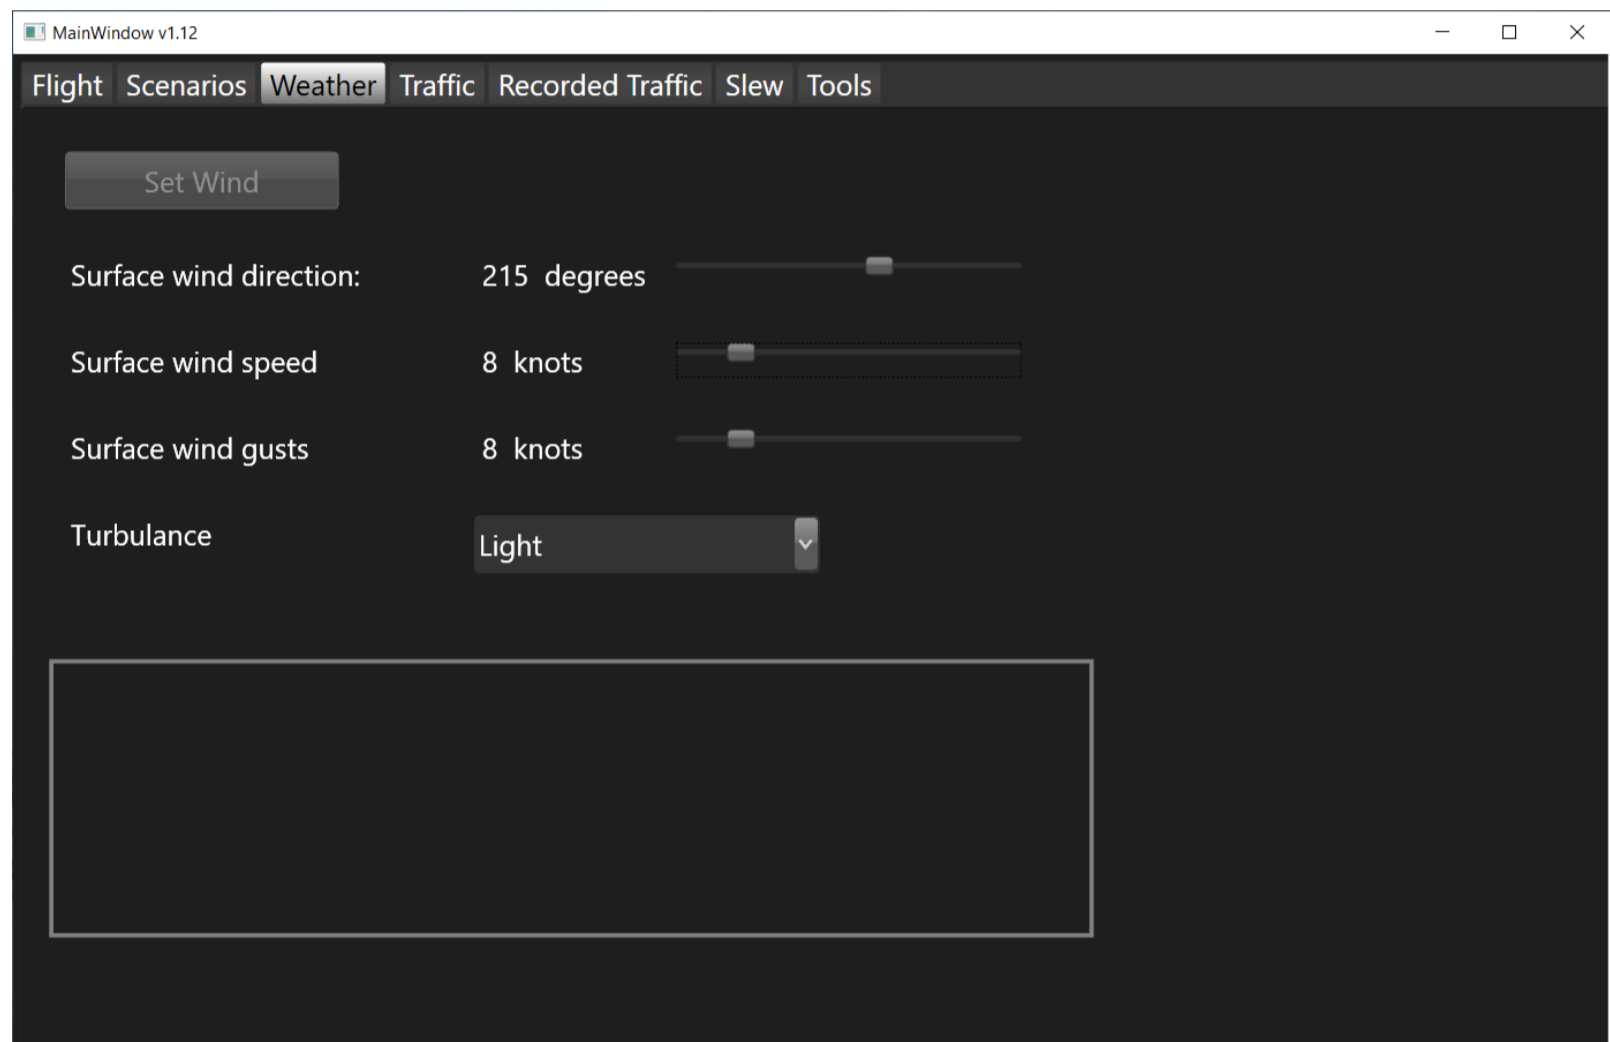 MainWindow v1.12
Flight Scenarios Weather Traffic Recorded Traffic Slew Tools
Set Wind
Surface wind direction: 215 degrees
Surface wind speed 8 knots
Surface wind gusts 8 knots
Turbulance Light